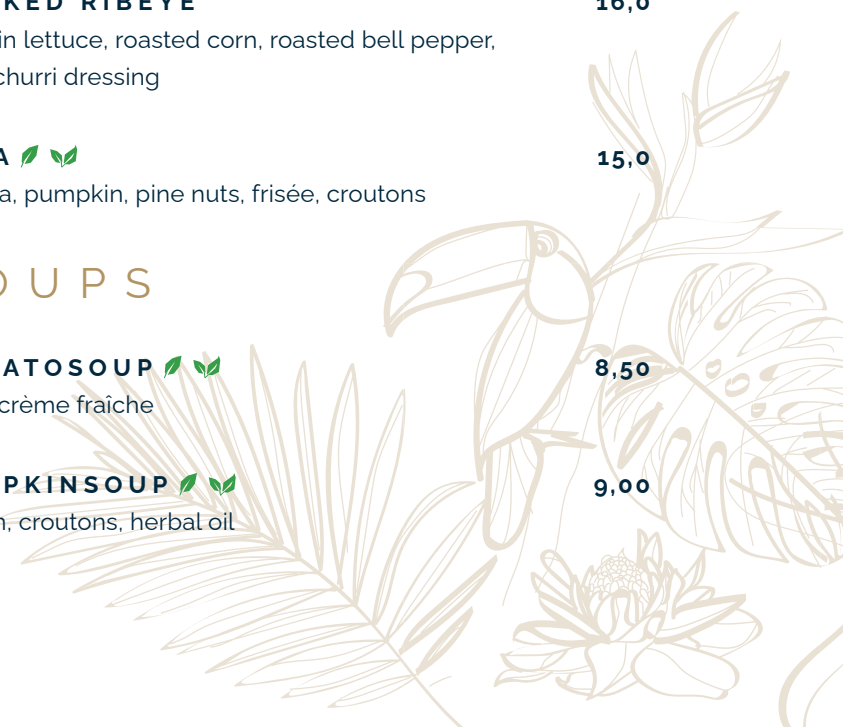 KED RIBEYE 16,0
in lettuce, roasted corn, roasted bell pepper,
churri dressing
A 15,0
a, pumpkin, pine nuts, frisée, croutons
OUPS
ATOSOUP 8,50
crème fraîche
PKINSOUP 9,00
n, croutons, herbal oil